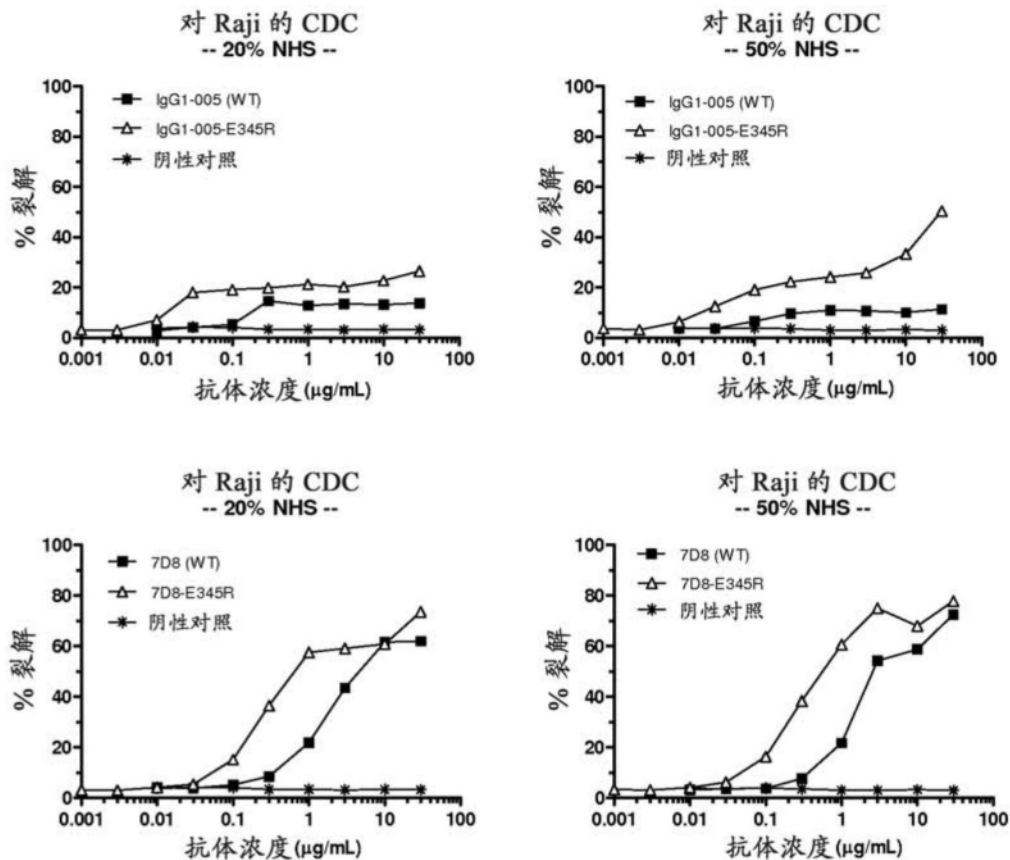 对 Raji 的 CDC
-- 20% NHS --
% 裂解
100
80
60
40
20
0
IgG1-005 (WT)
IgG1-005-E345R
阴性对照
0.001 0.01 0.1 1 10 100
抗体浓度(μg/mL)
对 Raji 的 CDC
-- 50% NHS --
% 裂解
100
80
60
40
20
0
IgG1-005 (WT)
IgG1-005-E345R
阴性对照
0.001 0.01 0.1 1 10 100
抗体浓度(μg/mL)
对 Raji 的 CDC
-- 20% NHS --
% 裂解
100
80
60
40
20
0
7D8 (WT)
7D8-E345R
阴性对照
0.001 0.01 0.1 1 10 100
抗体浓度(μg/mL)
对 Raji 的 CDC
-- 50% NHS --
% 裂解
100
80
60
40
20
0
7D8 (WT)
7D8-E345R
阴性对照
0.001 0.01 0.1 1 10 100
抗体浓度(μg/mL)